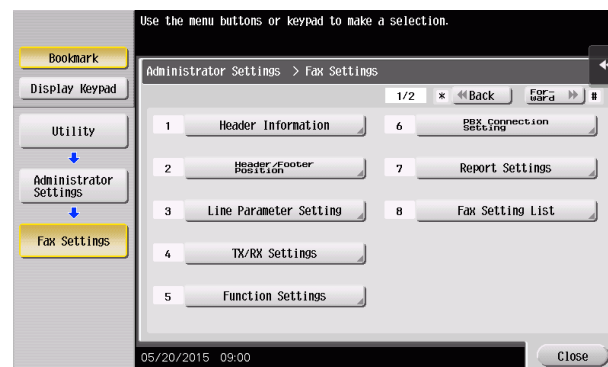 Use the menu buttons or keypad to make a selection.
Bookmark
Display Keypad
Utility
Administrator
Settings
Fax Settings
Administrator Settings > Fax Settings
1/2 * Back For-
ward #
1 Header Information
2 Header/Footer
Position
3 Line Parameter Setting
4 TX/RX Settings
5 Function Settings
6 PBX Connection
Setting
7 Report Settings
8 Fax Setting List
05/20/2015 09:00
Close